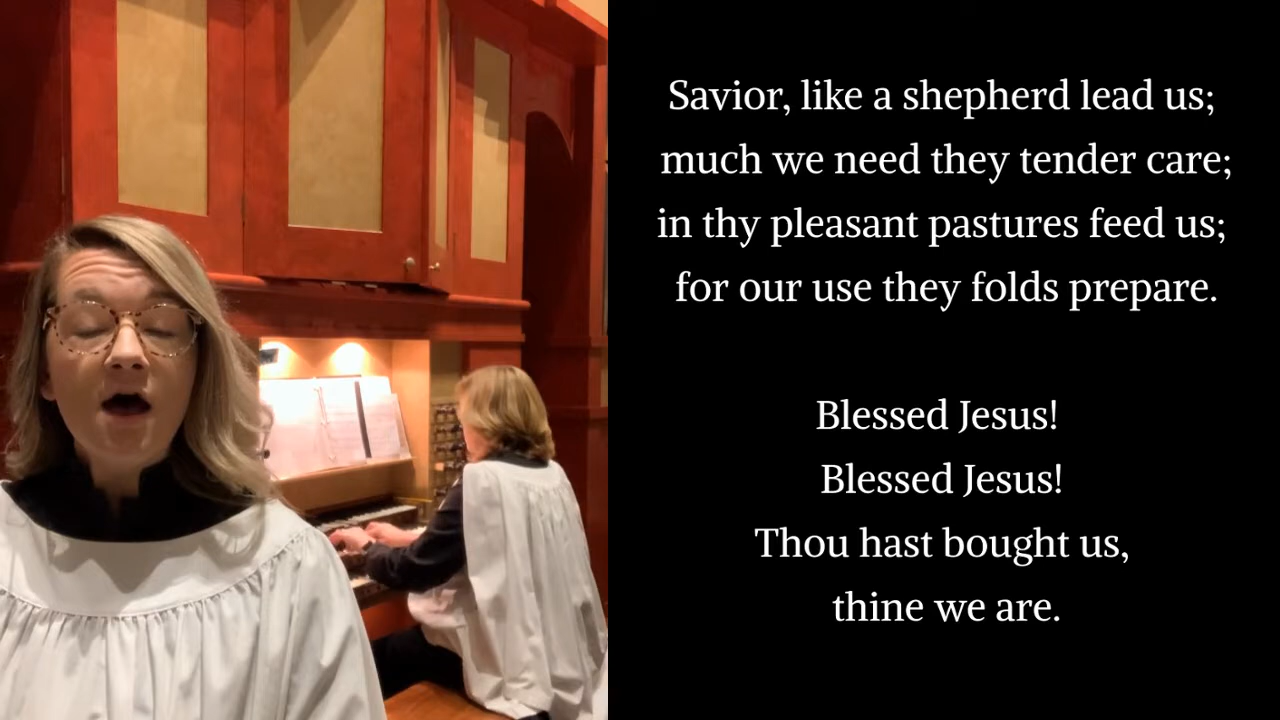 Savior, like a shepherd lead us;
much we need they tender care;
in thy pleasant pastures feed us;
for our use they folds prepare.
Blessed Jesus!
Blessed Jesus!
Thou hast bought us,
thine we are.